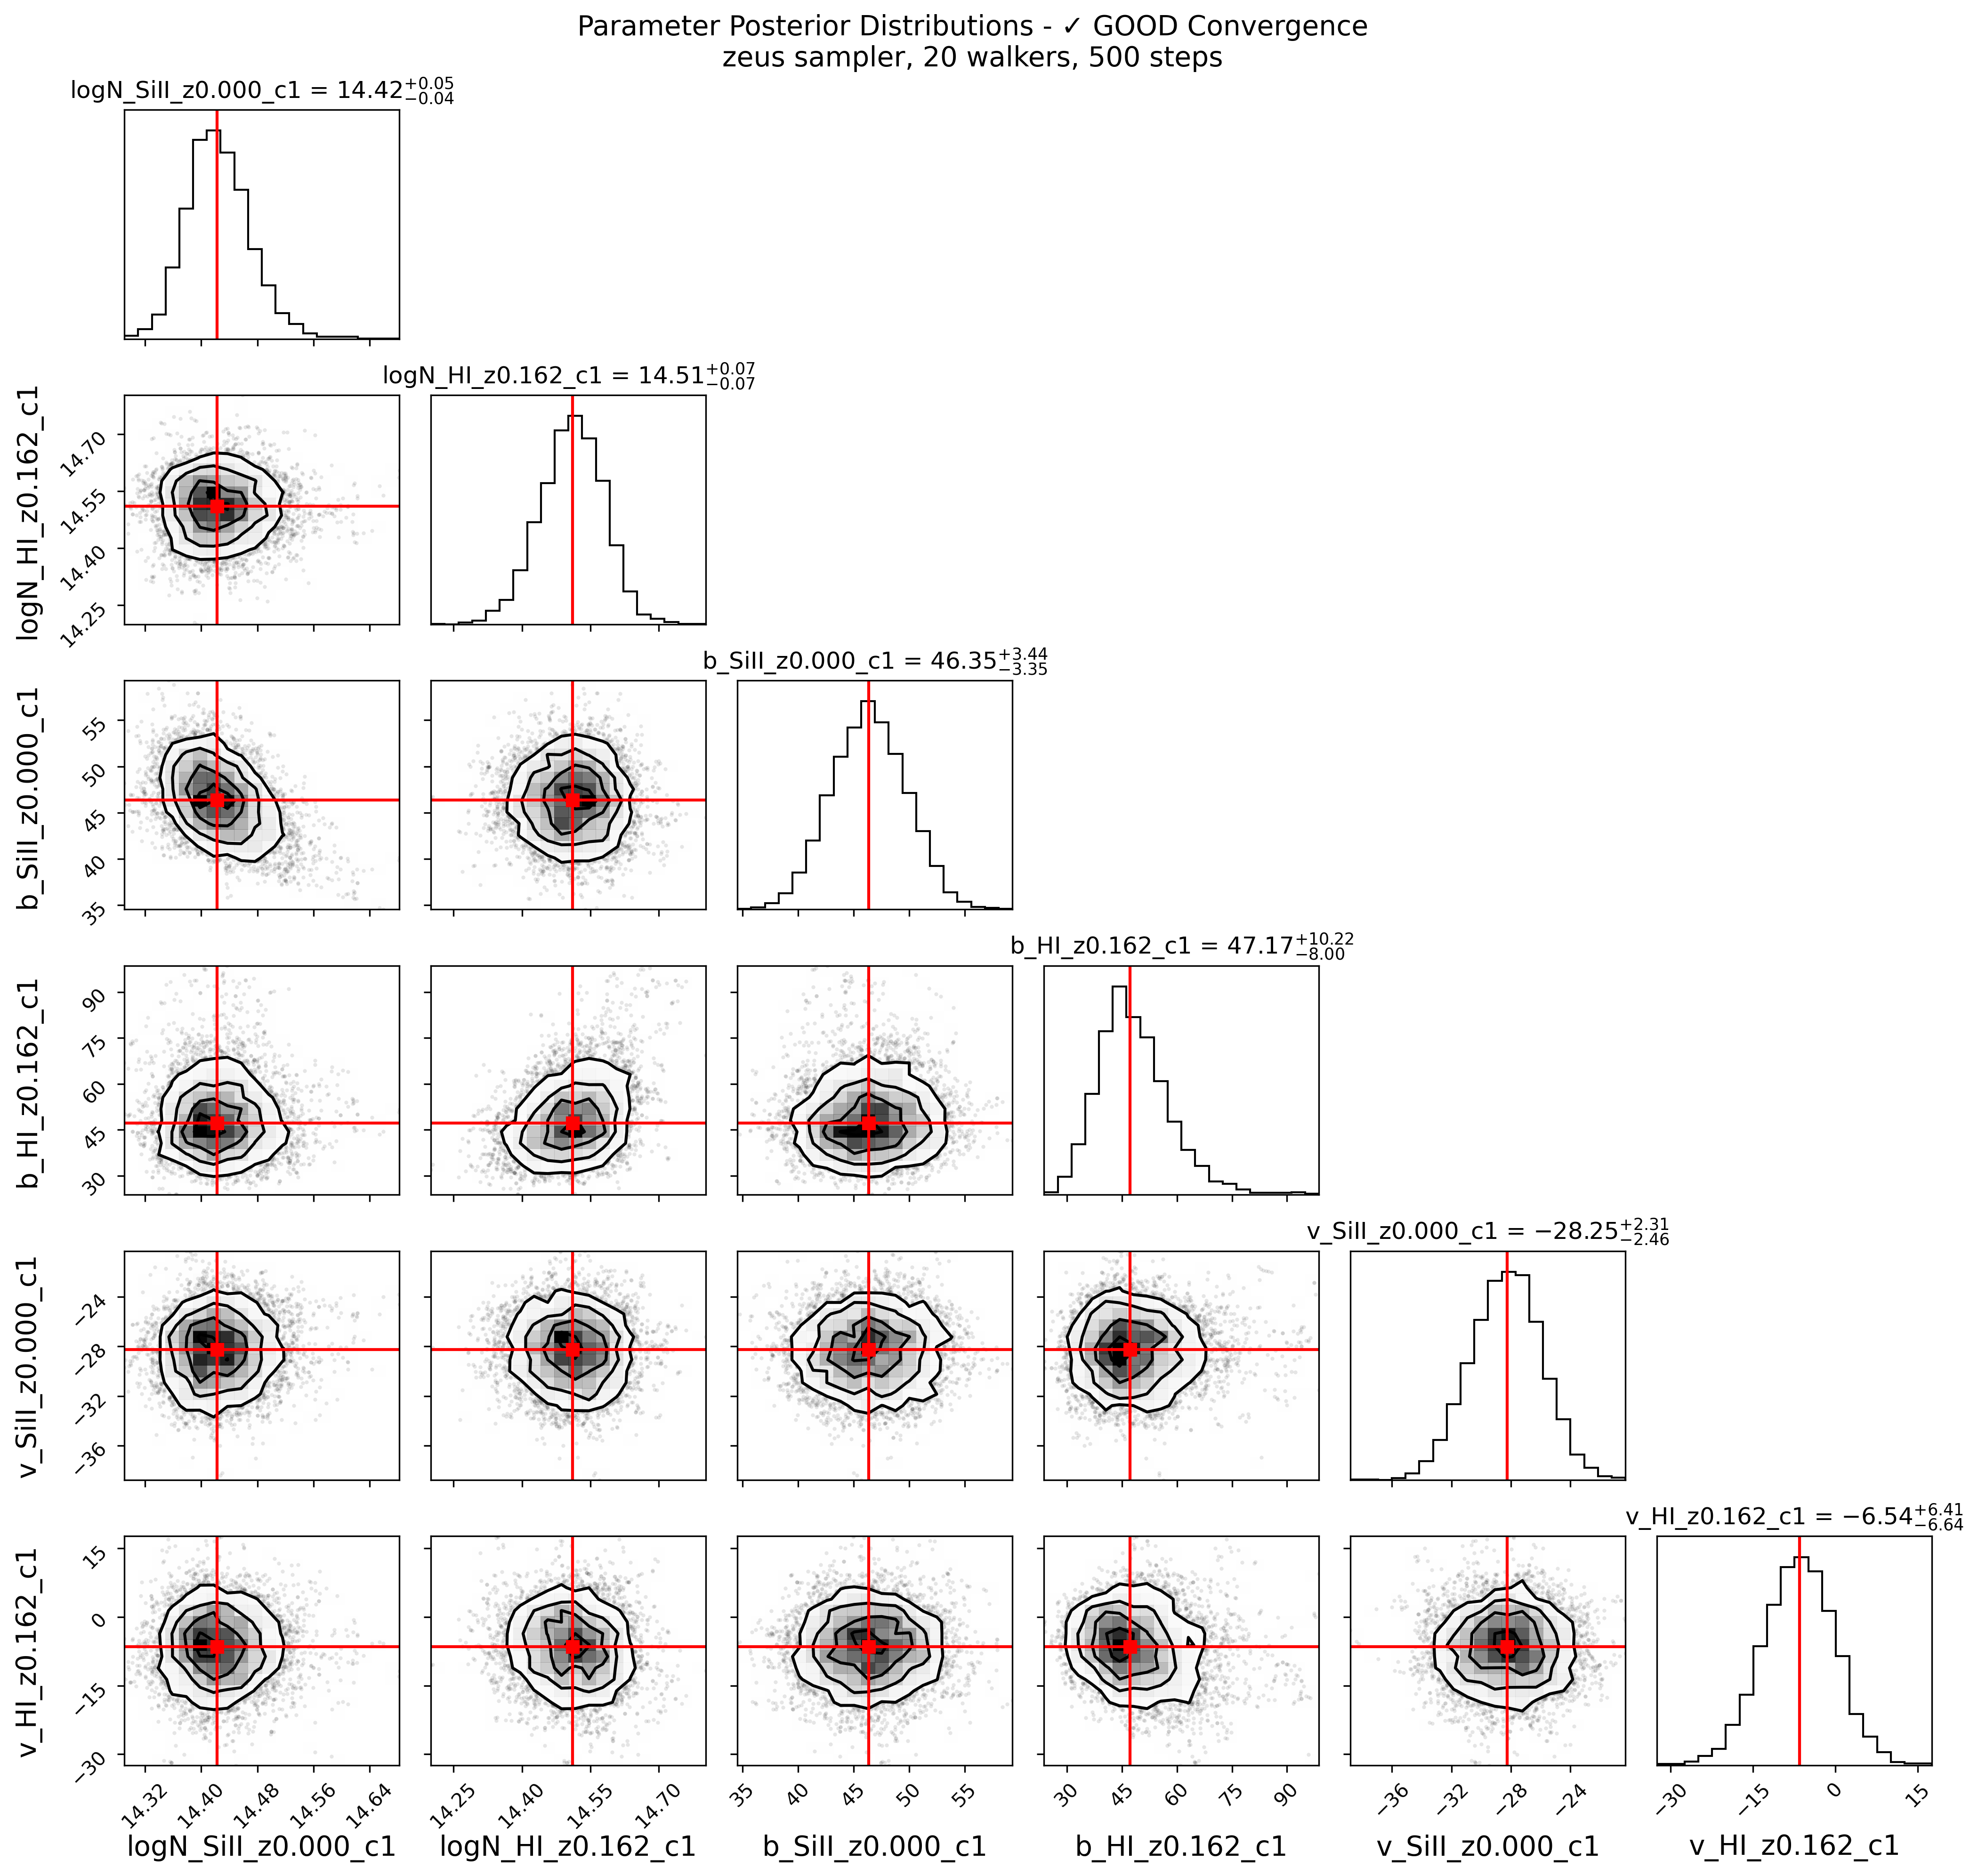 Parameter Posterior Distributions - ✓ GOOD Convergence
zeus sampler, 20 walkers, 500 steps
logN_SiII_z0.000_c1 = 14.42 +0.05 −0.04
logN_HI_z0.162_c1
14.70
14.55
14.40
14.25
logN_HI_z0.162_c1 = 14.51 +0.07 −0.07
b_SiII_z0.000_c1
55
50
45
40
35
b_SiII_z0.000_c1 = 46.35 +3.44 −3.35
b_HI_z0.162_c1
90
75
60
45
30
b_HI_z0.162_c1 = 47.17 +10.22 −8.00
v_SiII_z0.000_c1
−24
−28
−32
−36
v_SiII_z0.000_c1 = −28.25 +2.31 −2.46
v_HI_z0.162_c1
15
0
−15
−30
v_HI_z0.162_c1 = −6.54 +6.41 −6.64
14.32 14.40 14.48 14.56 14.64
logN_SiII_z0.000_c1
14.25 14.40 14.55 14.70
logN_HI_z0.162_c1
35 40 45 50 55
b_SiII_z0.000_c1
30 45 60 75 90
b_HI_z0.162_c1
−36 −32 −28 −24
v_SiII_z0.000_c1
−30 −15 0 15
v_HI_z0.162_c1